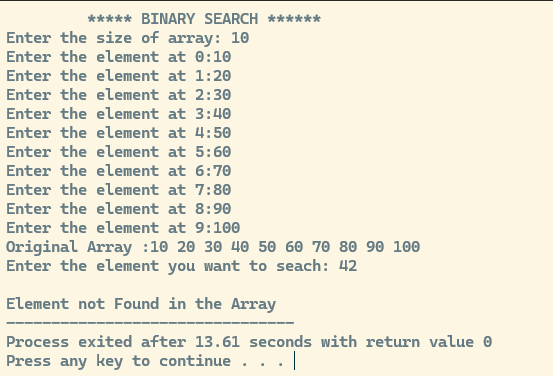 ***** BINARY SEARCH ******
Enter the size of array: 10
Enter the element at 0:10
Enter the element at 1:20
Enter the element at 2:30
Enter the element at 3:40
Enter the element at 4:50
Enter the element at 5:60
Enter the element at 6:70
Enter the element at 7:80
Enter the element at 8:90
Enter the element at 9:100
Original Array :10 20 30 40 50 60 70 80 90 100
Enter the element you want to seach: 42
Element not Found in the Array
--------------------------------
Process exited after 13.61 seconds with return value 0
Press any key to continue . . .